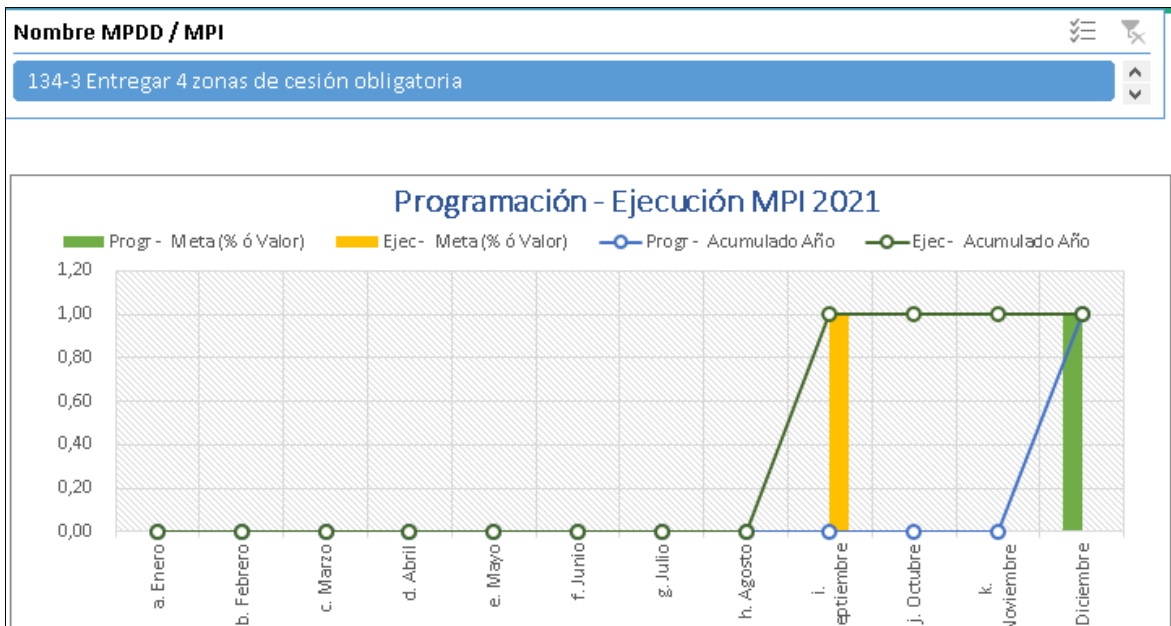 Nombre MPDD / MPI
134-3 Entregar 4 zonas de cesión obligatoria
Programación - Ejecución MPI 2021
Progr - Meta (% ó Valor) Ejec - Meta (% ó Valor) Progr - Acumulado Año Ejec - Acumulado Año
1,20
1,00
0,80
0,60
0,40
0,20
0,00
a. Enero
b. Febrero
c. Marzo
d. Abril
e. Mayo
f. Junio
g. Julio
h. Agosto
i.
eptiembre
j. Octubre
k.
Noviembre
Diciembre